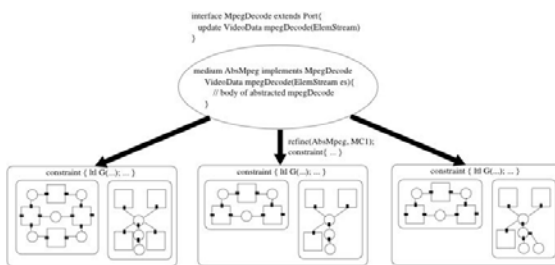 interface MpegDecode extends Port{
update VideoData mpegDecode(ElemStream)
}
medium AbsMpeg implements MpegDecode
VideoData mpegDecode(ElemStream es){
// body of abstracted mpegDecode
}
refine(AbsMpeg, MC1);
constraint{ ... }
constraint { ltl G(...); ... }
constraint { ltl G(...); ... }
constraint { ltl G(...); ... }